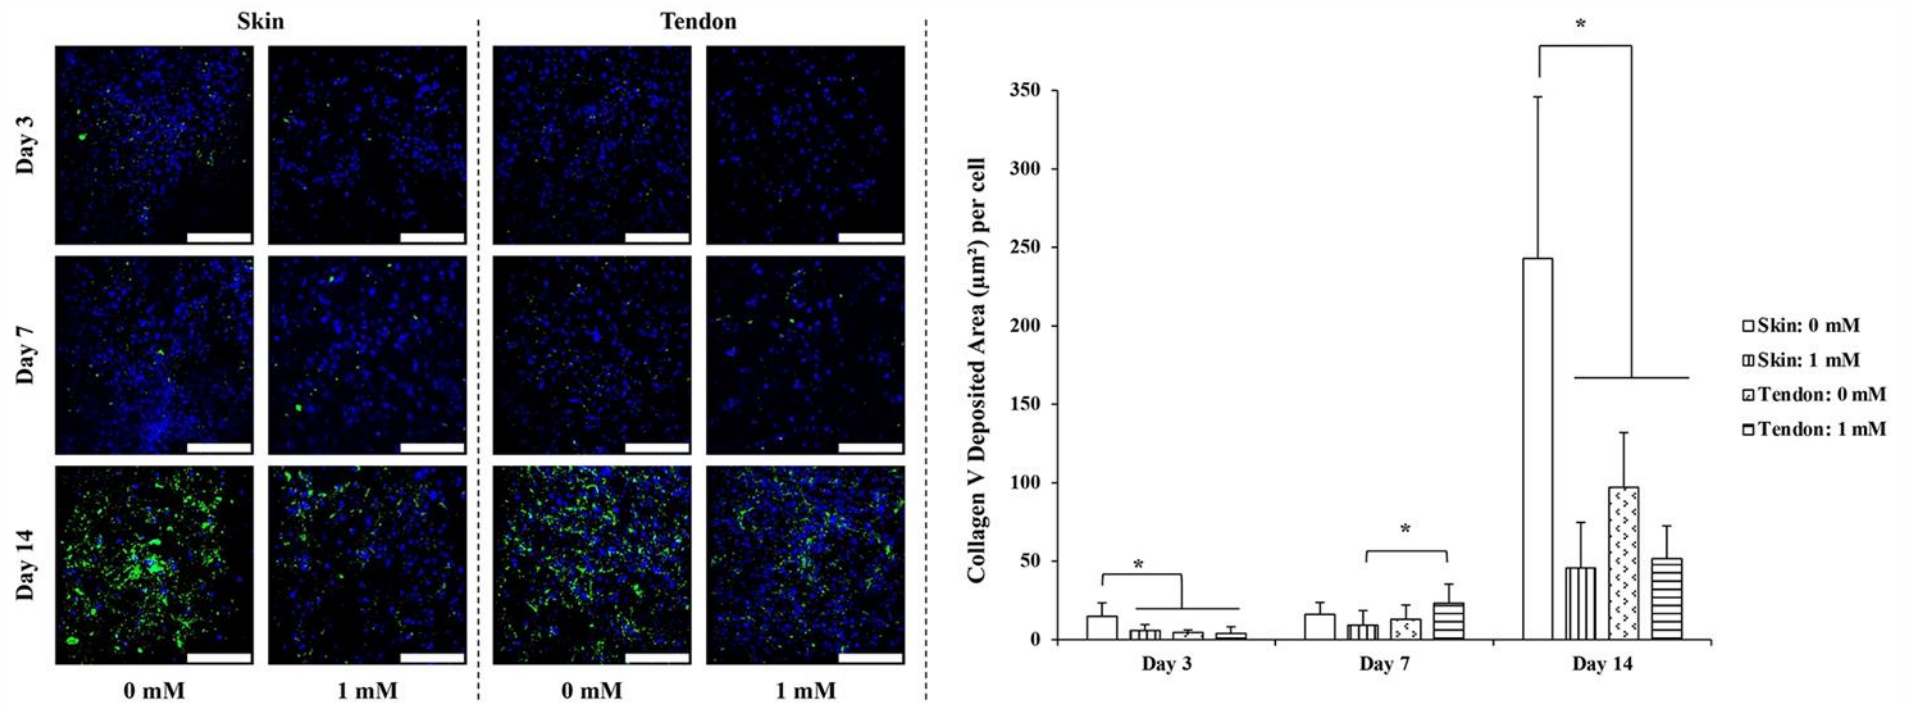 Skin
Tendon
Day 3
Day 7
Day 14
0 mM
1 mM
0 mM
1 mM
Collagen V Deposited Area (µm²) per cell
350
300
250
200
150
100
50
0
*
*
*
Day 3
Day 7
Day 14
Skin: 0 mM
Skin: 1 mM
Tendon: 0 mM
Tendon: 1 mM